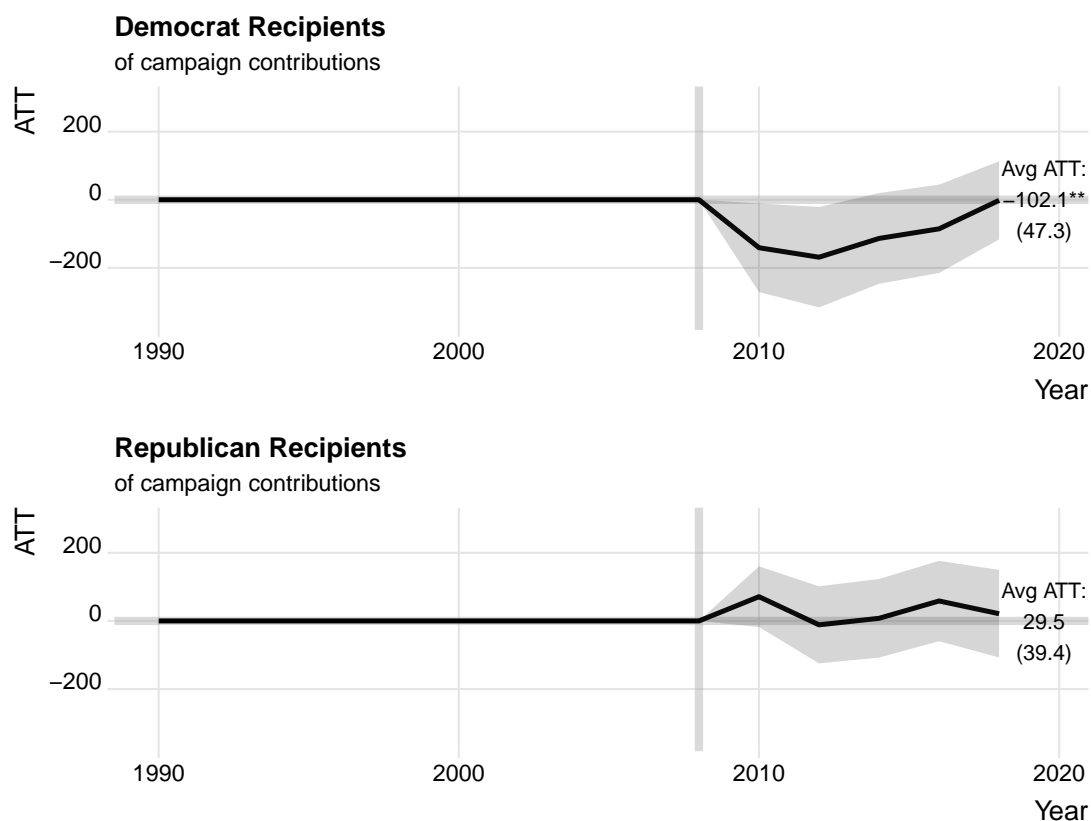 Democrat Recipients
of campaign contributions
ATT
200
0
−200
Avg ATT:
−102.1**
(47.3)
1990 2000 2010 2020
Year
Republican Recipients
of campaign contributions
ATT
200
0
−200
Avg ATT:
29.5
(39.4)
1990 2000 2010 2020
Year